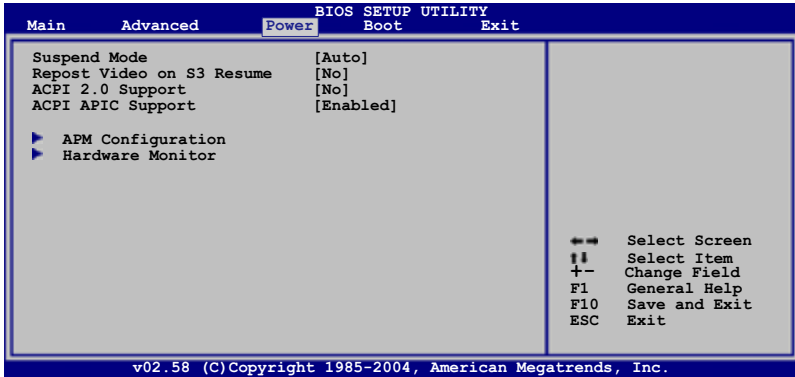 BIOS SETUP UTILITY
Main Advanced Power Boot Exit
Suspend Mode [Auto]
Repost Video on S3 Resume [No]
ACPI 2.0 Support [No]
ACPI APIC Support [Enabled]
APM Configuration
Hardware Monitor
Select Screen
Select Item
+- Change Field
F1 General Help
F10 Save and Exit
ESC Exit
v02.58 (C)Copyright 1985-2004, American Megatrends, Inc.